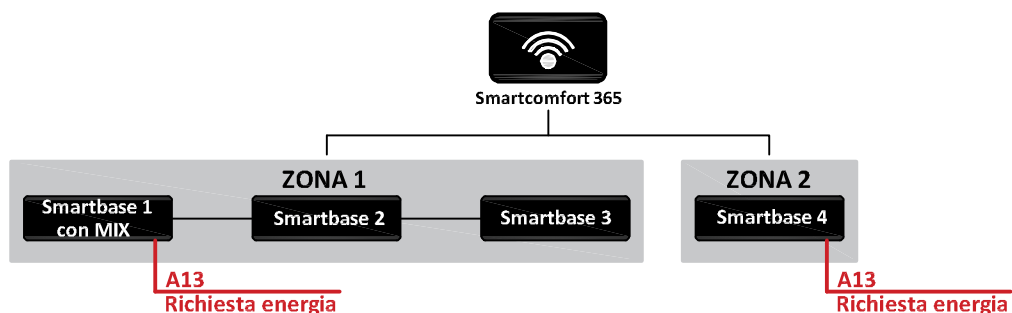 Smartcomfort 365
ZONA 1
Smartbase 1
con MIX
Smartbase 2
Smartbase 3
A13
Richiesta energia
ZONA 2
Smartbase 4
A13
Richiesta energia